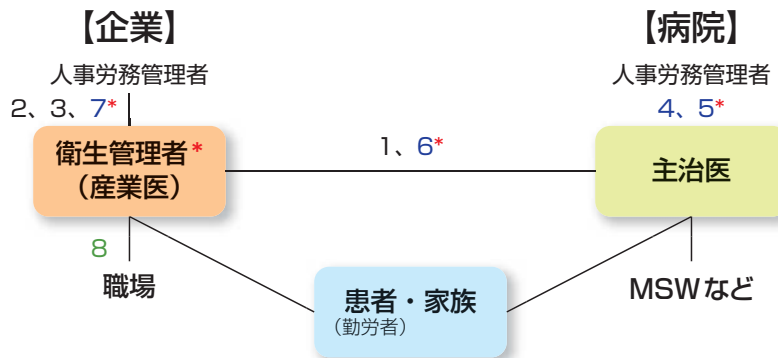 【企業】
【病院】
人事労務管理者
人事労務管理者
2、3、7*
4、5*
衛生管理者*
（産業医）
1、6*
主治医
8
職場
MSWなど
患者・家族
（勤労者）